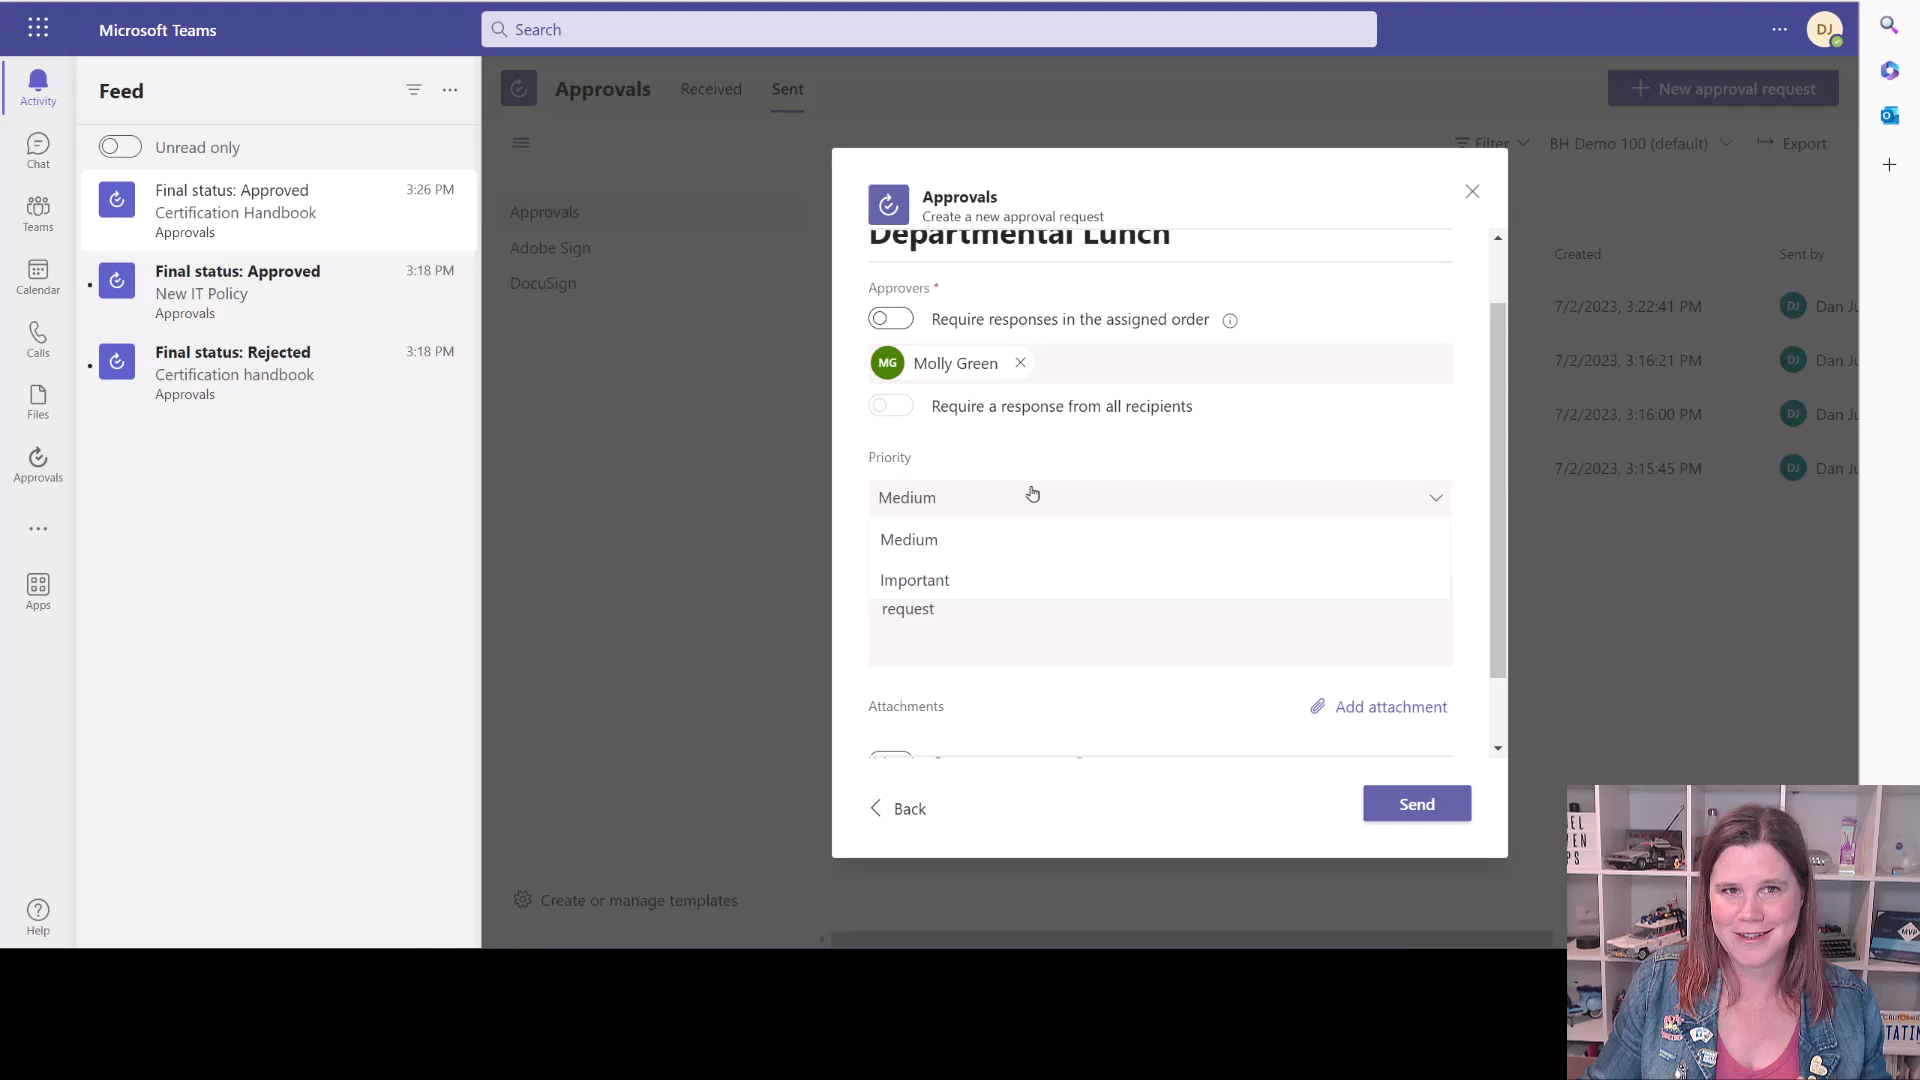 Microsoft Teams
Search
DJ
Activity
Chat
Teams
Calendar
Calls
Files
Approvals
Apps
Help
Feed
Unread only
Final status: Approved
3:26 PM
Certification Handbook
Approvals
Final status: Approved
3:18 PM
New IT Policy
Approvals
Final status: Rejected
3:18 PM
Certification handbook
Approvals
Approvals
Received
Sent
New approval request
Filter
BH Demo 100 (default)
Export
Approvals
Adobe Sign
DocuSign
Created
Sent by
7/2/2023, 3:22:41 PM
DJ
Dan Ju
7/2/2023, 3:16:21 PM
DJ
Dan Ju
7/2/2023, 3:16:00 PM
DJ
Dan Ju
7/2/2023, 3:15:45 PM
DJ
Dan Ju
Create or manage templates
Approvals
Create a new approval request
Departmental Lunch
Approvers *
Require responses in the assigned order
MG
Molly Green
Require a response from all recipients
Priority
Medium
Medium
Important
request
Attachments
Add attachment
Back
Send
MVP